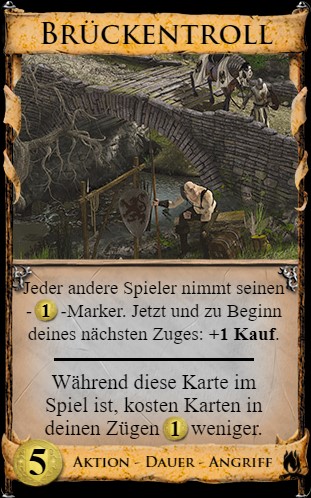 BRÜCKENTROLL
Jeder andere Spieler nimmt seinen
- 1 -Marker. Jetzt und zu Beginn
deines nächsten Zuges: +1 Kauf.
Während diese Karte im
Spiel ist, kosten Karten in
deinen Zügen 1 weniger.
5 AKTION - DAUER - ANGRIFF